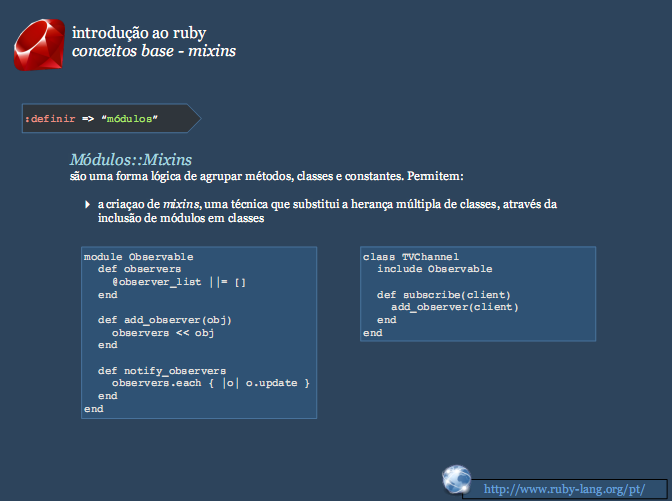 introdução ao ruby
conceitos base - mixins
:definir => "módulos"
Módulos::Mixins
são uma forma lógica de agrupar métodos, classes e constantes. Permitem:
a criaçao de mixins, uma técnica que substitui a herança múltipla de classes, através da
inclusão de módulos em classes
module Observable
  def observers
    @observer_list ||= []
  end
  def add_observer(obj)
    observers << obj
  end
  def notify_observers
    observers.each { |o| o.update }
  end
end
class TVChannel
  include Observable
  def subscribe(client)
    add_observer(client)
  end
end
http://www.ruby-lang.org/pt/